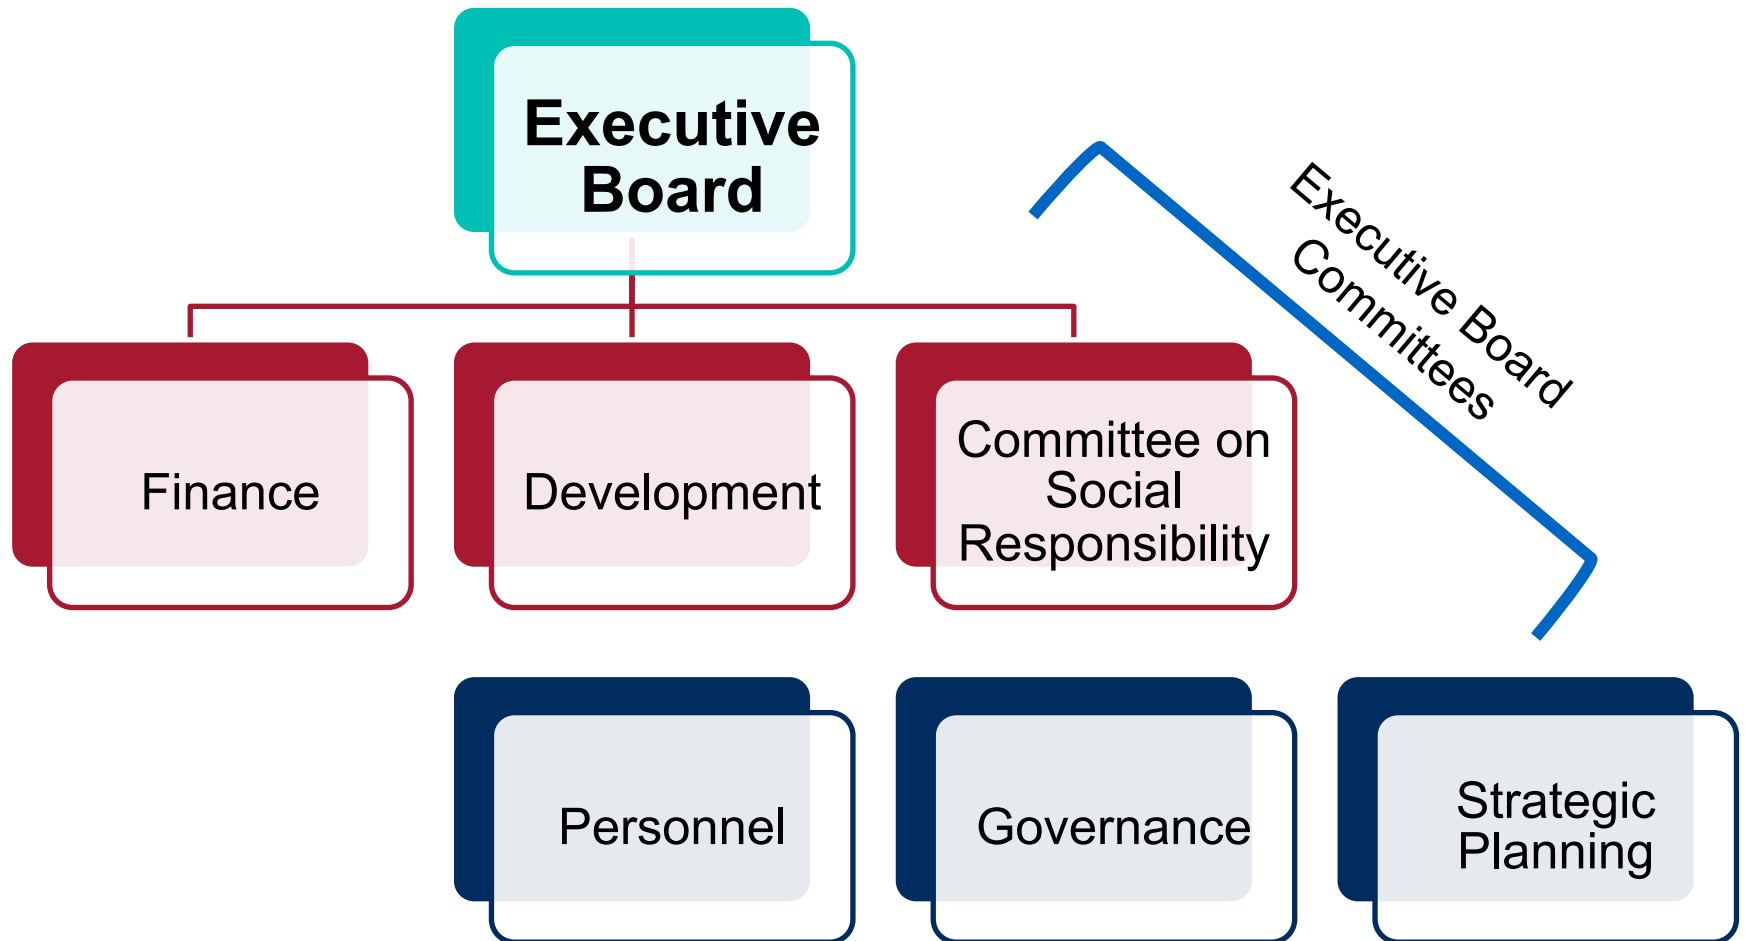 Executive
Board
Executive Board
Committees
Finance
Development
Committee on
Social
Responsibility
Personnel
Governance
Strategic
Planning